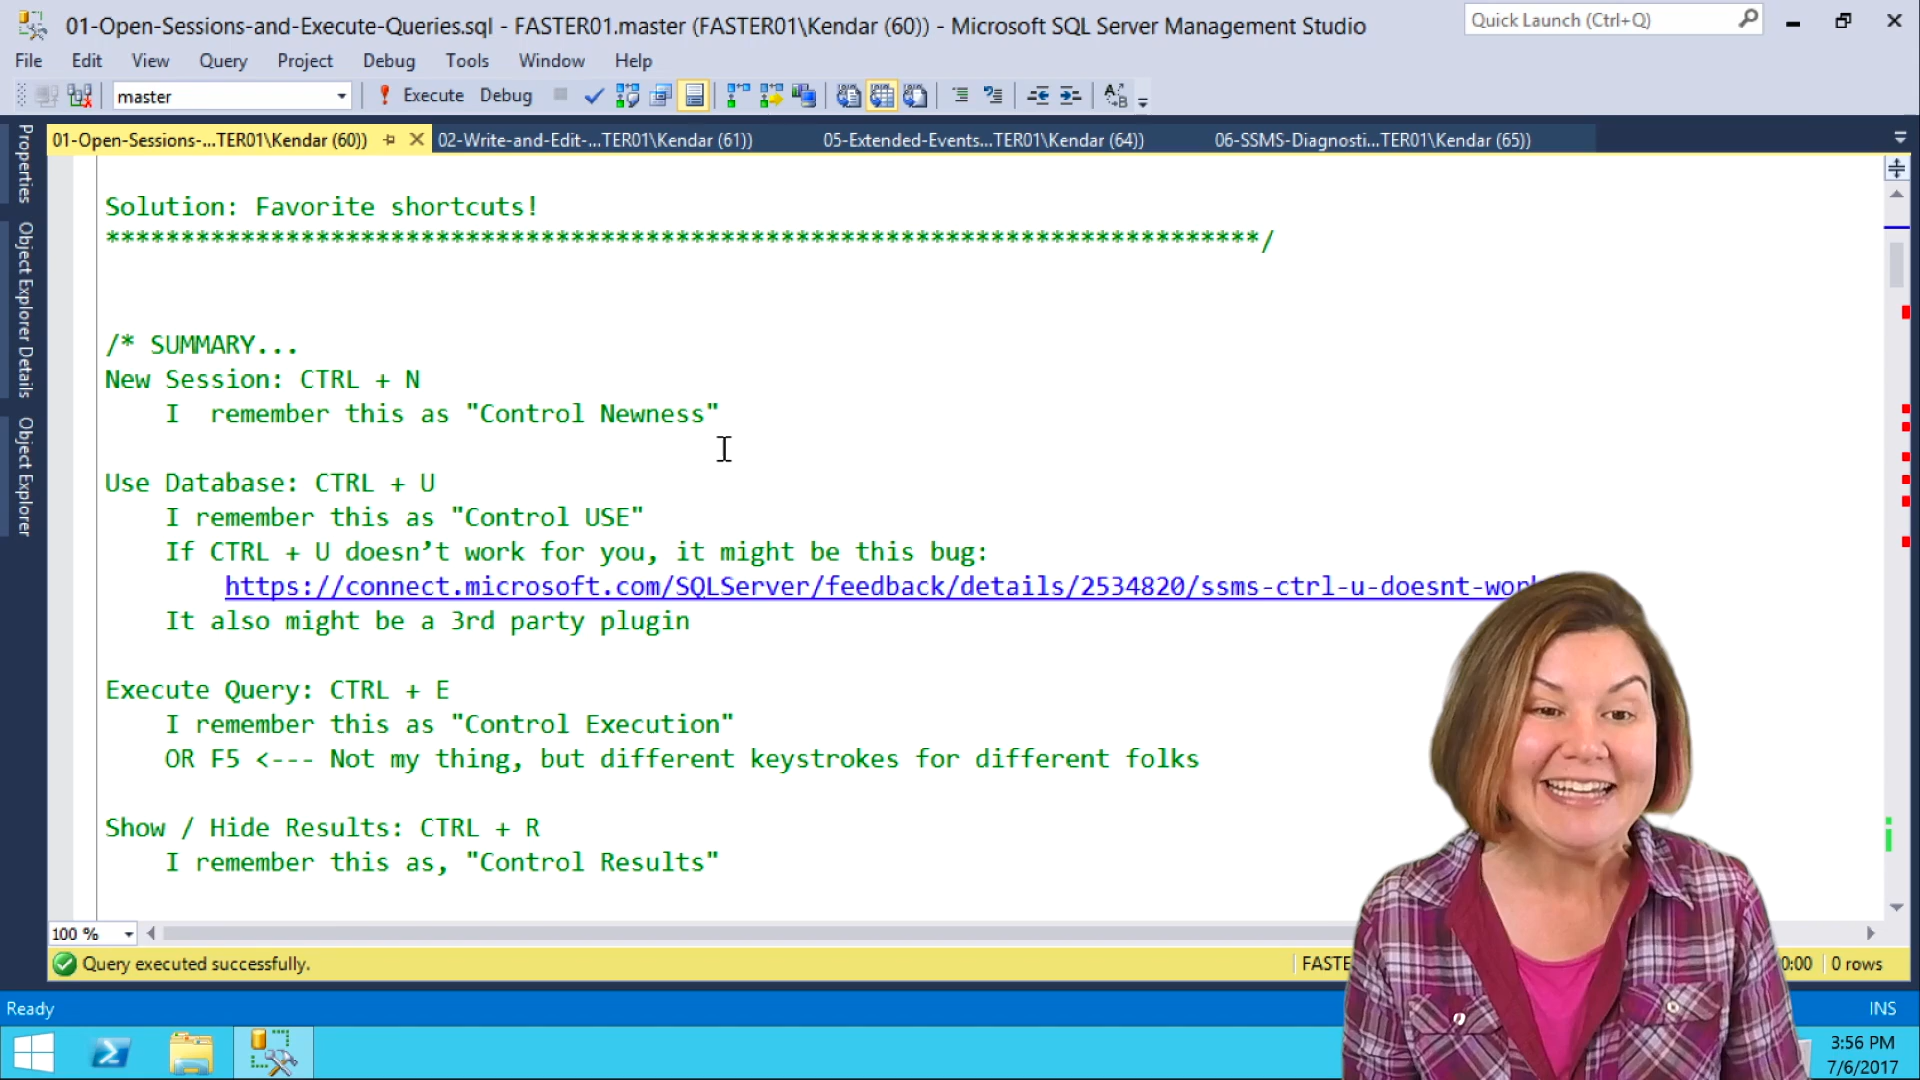 01-Open-Sessions-and-Execute-Queries.sql - FASTER01.master (FASTER01\Kendar (60)) - Microsoft SQL Server Management Studio
Quick Launch (Ctrl+Q)
File Edit View Query Project Debug Tools Window Help
master
Execute Debug
01-Open-Sessions-...TER01\Kendar (60))
02-Write-and-Edit-...TER01\Kendar (61))
05-Extended-Events...TER01\Kendar (64))
06-SSMS-Diagnosti...TER01\Kendar (65))
Properties
Object Explorer Details
Object Explorer
Solution: Favorite shortcuts!
*****************************************************************************/
/* SUMMARY...
New Session: CTRL + N
I  remember this as "Control Newness"
Use Database: CTRL + U
I remember this as "Control USE"
If CTRL + U doesn’t work for you, it might be this bug:
https://connect.microsoft.com/SQLServer/feedback/details/2534820/ssms-ctrl-u-doesnt-work
It also might be a 3rd party plugin
Execute Query: CTRL + E
I remember this as "Control Execution"
OR F5 <--- Not my thing, but different keystrokes for different folks
Show / Hide Results: CTRL + R
I remember this as, "Control Results"
100 %
Query executed successfully.
FASTE
0:00
0 rows
Ready
INS
3:56 PM
7/6/2017